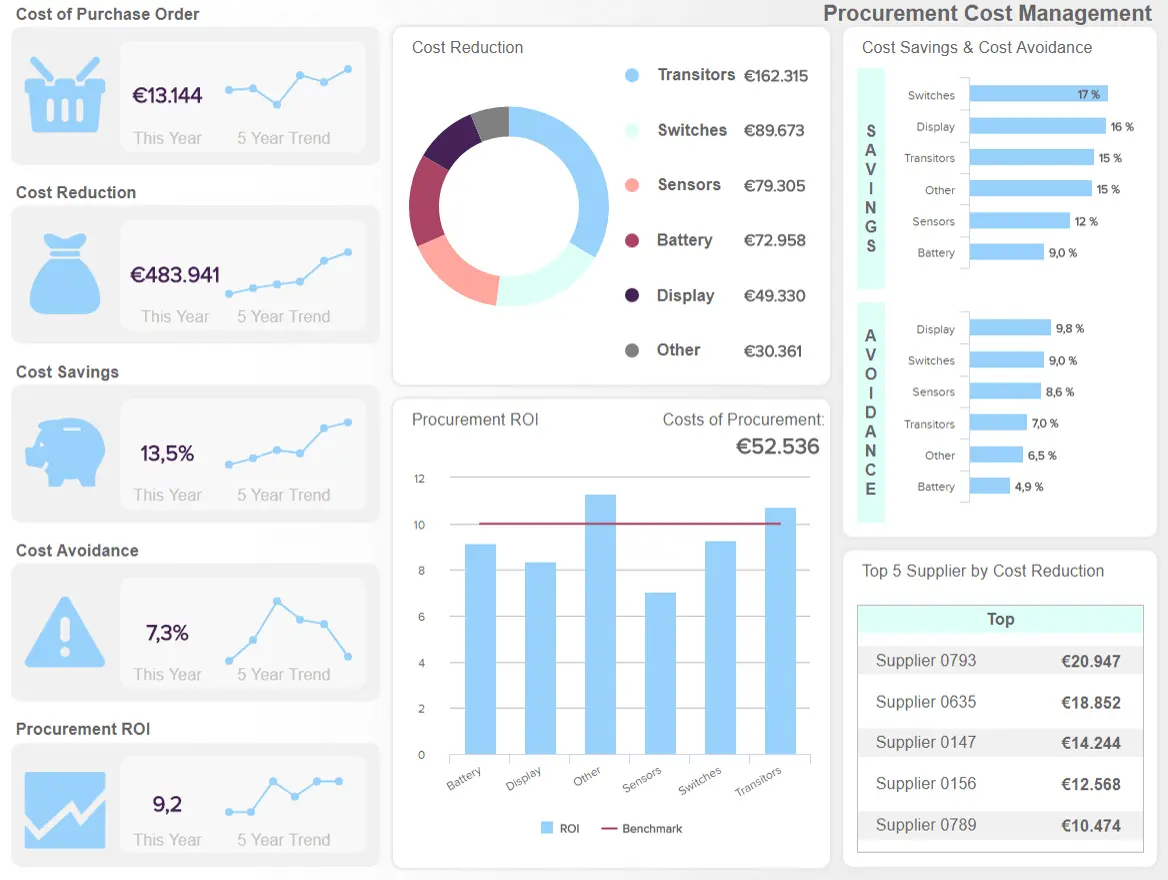 Procurement Cost Management
Cost of Purchase Order
€13.144
This Year
5 Year Trend
Cost Reduction
€483.941
This Year
5 Year Trend
Cost Savings
13,5%
This Year
5 Year Trend
Cost Avoidance
7,3%
This Year
5 Year Trend
Procurement ROI
9,2
This Year
5 Year Trend
Cost Reduction
Transitors €162.315
Switches €89.673
Sensors €79.305
Battery €72.958
Display €49.330
Other €30.361
Procurement ROI
Costs of Procurement:
€52.536
12
10
8
6
4
2
0
Battery
Display
Other
Sensors
Switches
Transitors
ROI
Benchmark
Cost Savings & Cost Avoidance
SAVINGS
Switches 17 %
Display 16 %
Transitors 15 %
Other 15 %
Sensors 12 %
Battery 9,0 %
AVOIDANCE
Display 9,8 %
Switches 9,0 %
Sensors 8,6 %
Transitors 7,0 %
Other 6,5 %
Battery 4,9 %
Top 5 Supplier by Cost Reduction
Top
Supplier 0793 €20.947
Supplier 0635 €18.852
Supplier 0147 €14.244
Supplier 0156 €12.568
Supplier 0789 €10.474